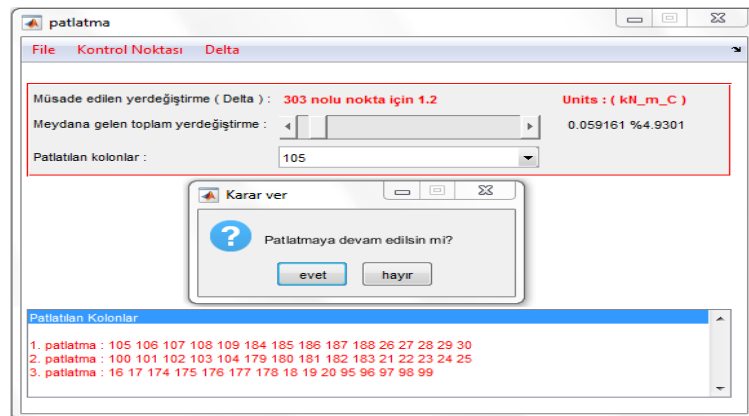 patlatma
File Kontrol Noktası Delta
Müsade edilen yerdeğiştirme ( Delta ) : 303 nolu nokta için 1.2 Units : ( kN_m_C )
Meydana gelen toplam yerdeğiştirme : 0.059161 %4.9301
Patlatılan kolonlar : 105
Karar ver
Patlatmaya devam edilsin mi?
evet hayır
Patlatılan Kolonlar
1. patlatma : 105 106 107 108 109 184 185 186 187 188 26 27 28 29 30
2. patlatma : 100 101 102 103 104 179 180 181 182 183 21 22 23 24 25
3. patlatma : 16 17 174 175 176 177 178 18 19 20 95 96 97 98 99